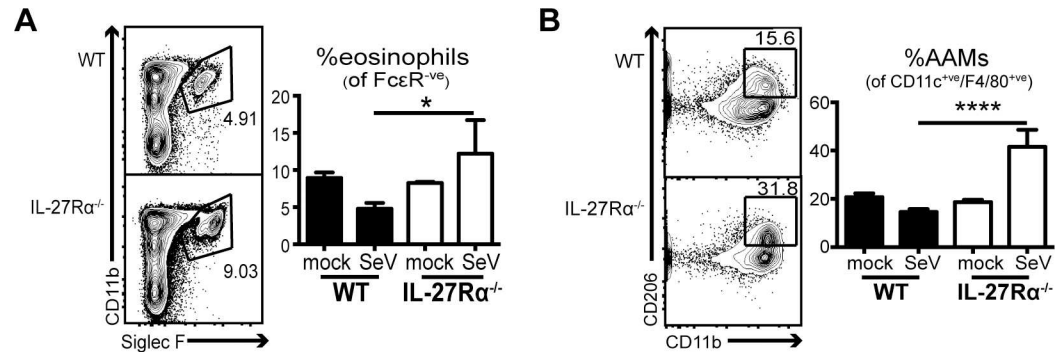 A
WT
4.91
IL-27Rα-/-
9.03
CD11b
Siglec F
%eosinophils
(of FcεR-ve)
*
15
10
5
0
mock SeV mock SeV
WT IL-27Rα-/-
B
WT
15.6
IL-27Rα-/-
31.8
CD206
CD11b
%AAMs
(of CD11c+ve/F4/80+ve)
****
60
40
20
0
mock SeV mock SeV
WT IL-27Rα-/-